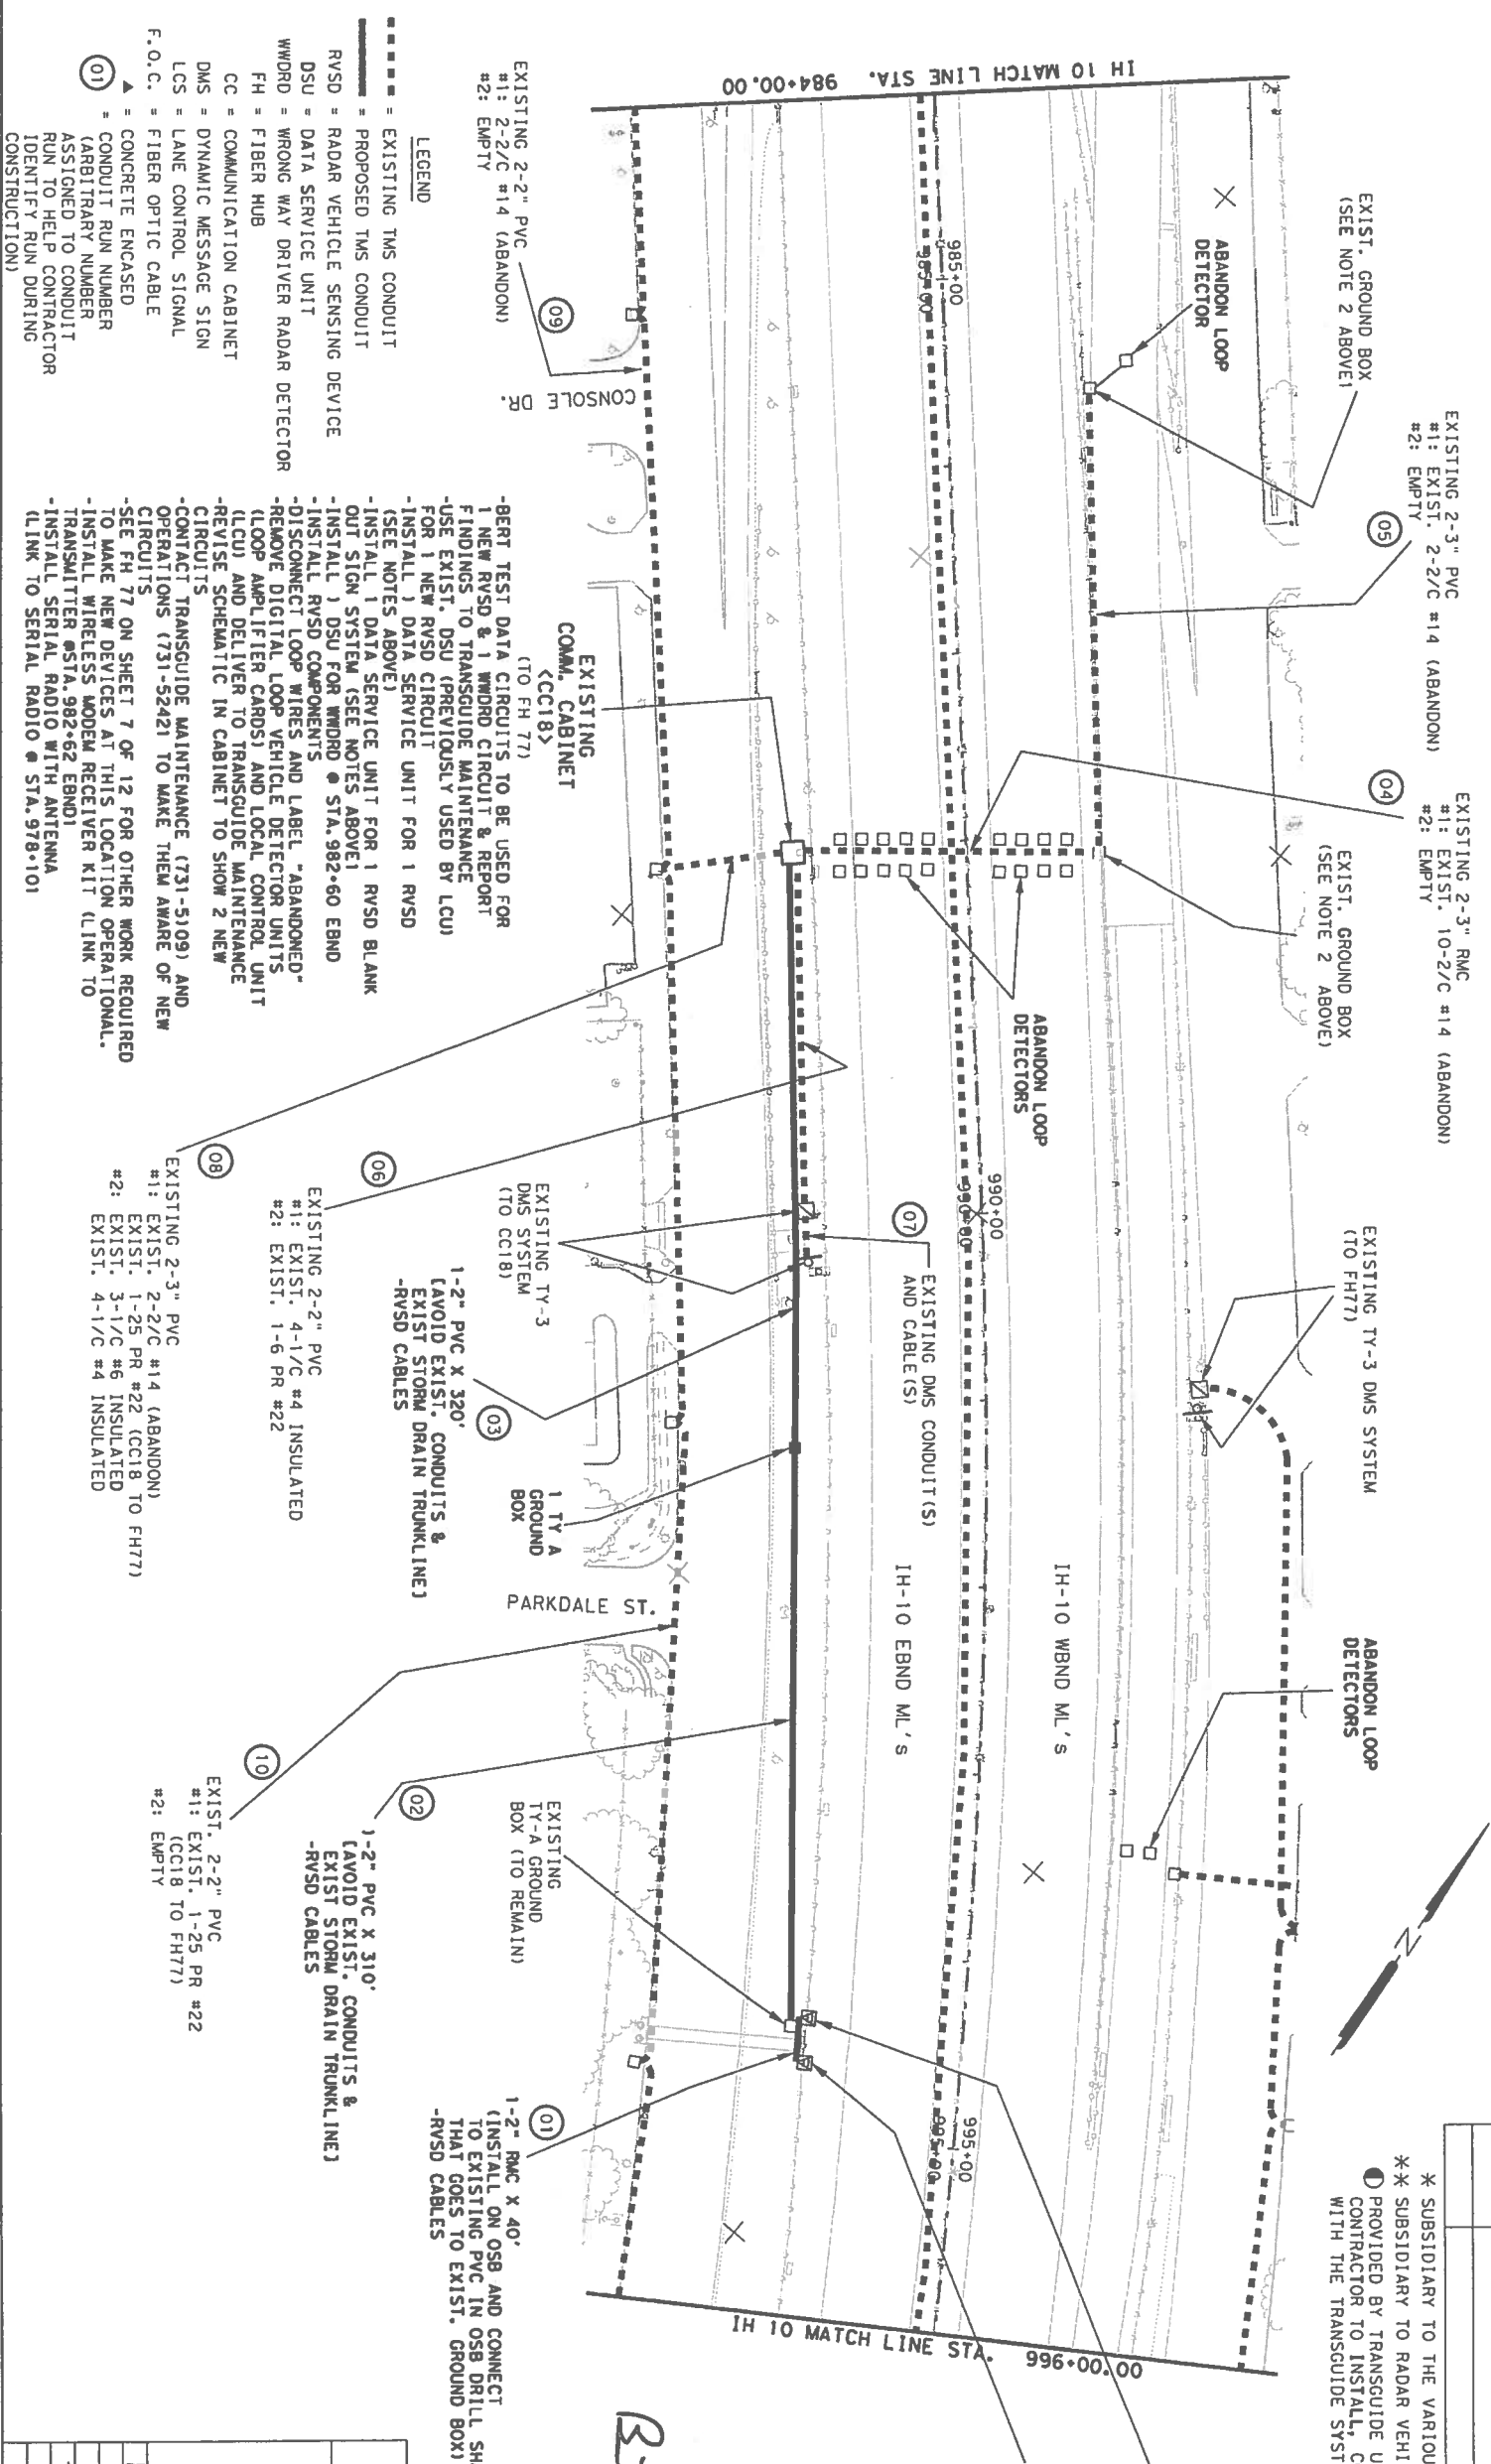 EXIST. GROUND BOX
(SEE NOTE 2 ABOVE)
ABANDON LOOP
DETECTOR
EXISTING 2-3" PVC
#1: EXIST. 2-2/C #14 (ABANDON)
#2: EMPTY
05
EXISTING 2-3" RMC
#1: EXIST. 10-2/C #14 (ABANDON)
#2: EMPTY
04
EXIST. GROUND BOX
(SEE NOTE 2 ABOVE)
ABANDON LOOP
DETECTORS
EXISTING TY-3 DMS SYSTEM
(TO FH77)
ABANDON LOOP
DETECTORS
N
* SUBSIDIARY TO THE VARIOU
** SUBSIDIARY TO RADAR VEHI
PROVIDED BY TRANSGUIDE U
CONTRACTOR TO INSTALL, C
WITH THE TRANSGUIDE SYST
IH 10 MATCH LINE STA. 984+00.00
985+00
985+00
990+00
990+00
995+00
995+00
IH-10 WBND ML's
IH-10 EBND ML's
IH 10 MATCH LINE STA. 996+00.00
07
EXISTING DMS CONDUIT(S)
AND CABLE(S)
CONSOLE DR.
PARKDALE ST.
EXISTING 2-2" PVC
#1: 2-2/C #14 (ABANDON)
#2: EMPTY
09
EXISTING
COMM. CABINET
<CC18>
(TO FH 77)
-BERT TEST DATA CIRCUITS TO BE USED FOR
1 NEW RVSD & 1 WWDRD CIRCUIT & REPORT
FINDINGS TO TRANSGUIDE MAINTENANCE
-USE EXIST. DSU (PREVIOUSLY USED BY LCU)
FOR 1 NEW RVSD CIRCUIT
-INSTALL 1 DATA SERVICE UNIT FOR 1 RVSD
(SEE NOTES ABOVE)
-INSTALL 1 DATA SERVICE UNIT FOR 1 RVSD BLANK
OUT SIGN SYSTEM (SEE NOTES ABOVE)
-INSTALL 1 DSU FOR WWDRD @ STA.982+60 EBND
-INSTALL RVSD COMPONENTS
-DISCONNECT LOOP WIRES AND LABEL "ABANDONED"
-REMOVE DIGITAL LOOP VEHICLE DETECTOR UNITS
(LOOP AMPLIFIER CARDS) AND LOCAL CONTROL UNIT
(LCU) AND DELIVER TO TRANSGUIDE MAINTENANCE
-REVISE SCHEMATIC IN CABINET TO SHOW 2 NEW
CIRCUITS
-CONTACT TRANSGUIDE MAINTENANCE (731-5109) AND
OPERATIONS (731-5242) TO MAKE THEM AWARE OF NEW
CIRCUITS
-SEE FH 77 ON SHEET 7 OF 12 FOR OTHER WORK REQUIRED
TO MAKE NEW DEVICES AT THIS LOCATION OPERATIONAL.
-INSTALL WIRELESS MODEM RECEIVER KIT (LINK TO
TRANSMITTER @STA.982+62 EBND)
-INSTALL SERIAL RADIO WITH ANTENNA
(LINK TO SERIAL RADIO @ STA.978+10)
EXISTING TY-3
DMS SYSTEM
(TO CC18)
06
EXISTING 2-2" PVC
#1: EXIST. 4-1/C #4 INSULATED
#2: EXIST. 1-6 PR #22
08
EXISTING 2-3" PVC
#1: EXIST. 2-2/C #14 (ABANDON)
EXIST. 1-25 PR #22 (CC18 TO FH77)
#2: EXIST. 3-1/C #6 INSULATED
EXIST. 4-1/C #4 INSULATED
03
1-2" PVC X 320'
[AVOID EXIST. CONDUITS &
EXIST STORM DRAIN TRUNKLINE]
-RVSD CABLES
1 TY A
GROUND
BOX
02
1-2" PVC X 310'
[AVOID EXIST. CONDUITS &
EXIST STORM DRAIN TRUNKLINE]
-RVSD CABLES
10
EXIST. 2-2" PVC
#1: EXIST. 1-25 PR #22
(CC18 TO FH77)
#2: EMPTY
EXISTING
TY-A GROUND
BOX (TO REMAIN)
01
1-2" RMC X 40'
(INSTALL ON OSB AND CONNECT
TO EXISTING PVC IN OSB DRILL SH
THAT GOES TO EXIST. GROUND BOX)
-RVSD CABLES
LEGEND
= EXISTING TMS CONDUIT
= PROPOSED TMS CONDUIT
RVSD = RADAR VEHICLE SENSING DEVICE
DSU = DATA SERVICE UNIT
WWDRD = WRONG WAY DRIVER RADAR DETECTOR
FH = FIBER HUB
CC = COMMUNICATION CABINET
DMS = DYNAMIC MESSAGE SIGN
LCS = LANE CONTROL SIGNAL
F.O.C. = FIBER OPTIC CABLE
▲ = CONCRETE ENCASED
01 = CONDUIT RUN NUMBER
(ARBITRARY NUMBER
ASSIGNED TO CONDUIT
RUN TO HELP CONTRACTOR
IDENTIFY RUN DURING
CONSTRUCTION)